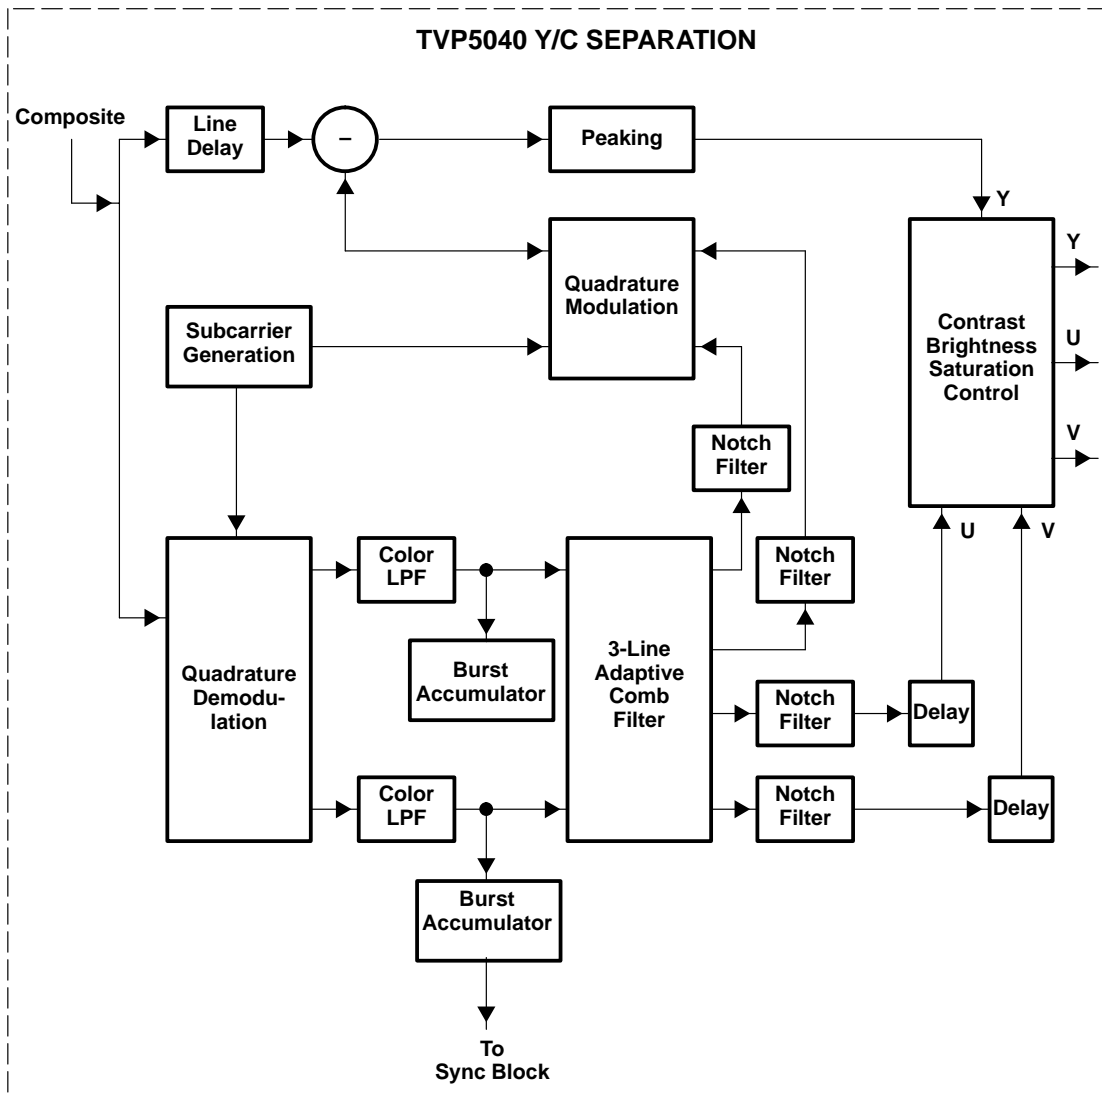 TVP5040 Y/C SEPARATION
Composite
Line
Delay
–
Peaking
Y
Y
Quadrature
Modulation
Subcarrier
Generation
Contrast
Brightness
Saturation
Control
U
V
Notch
Filter
U
V
Color
LPF
Notch
Filter
Quadrature
Demodu-
lation
Burst
Accumulator
3-Line
Adaptive
Comb
Filter
Notch
Filter
Delay
Color
LPF
Notch
Filter
Delay
Burst
Accumulator
To
Sync Block